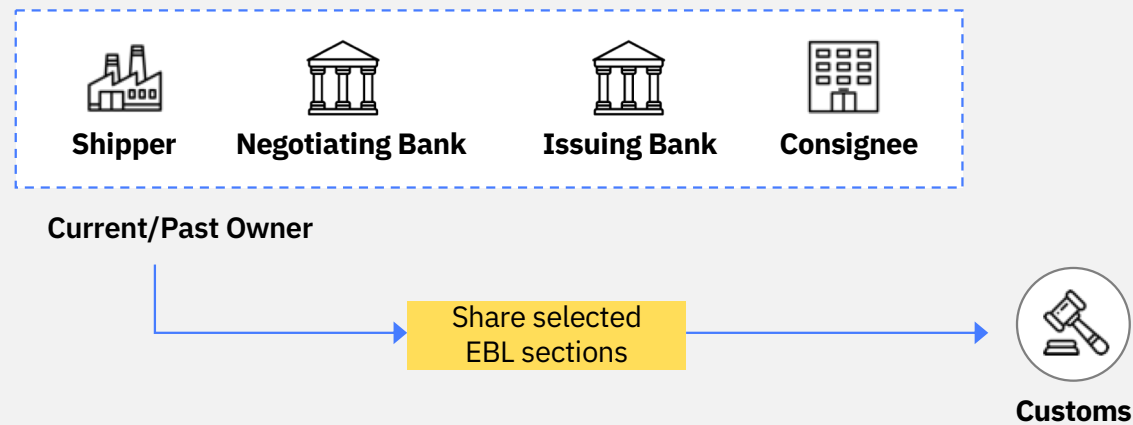 Shipper
Negotiating Bank
Issuing Bank
Consignee
Current/Past Owner
Share selected
EBL sections
Customs